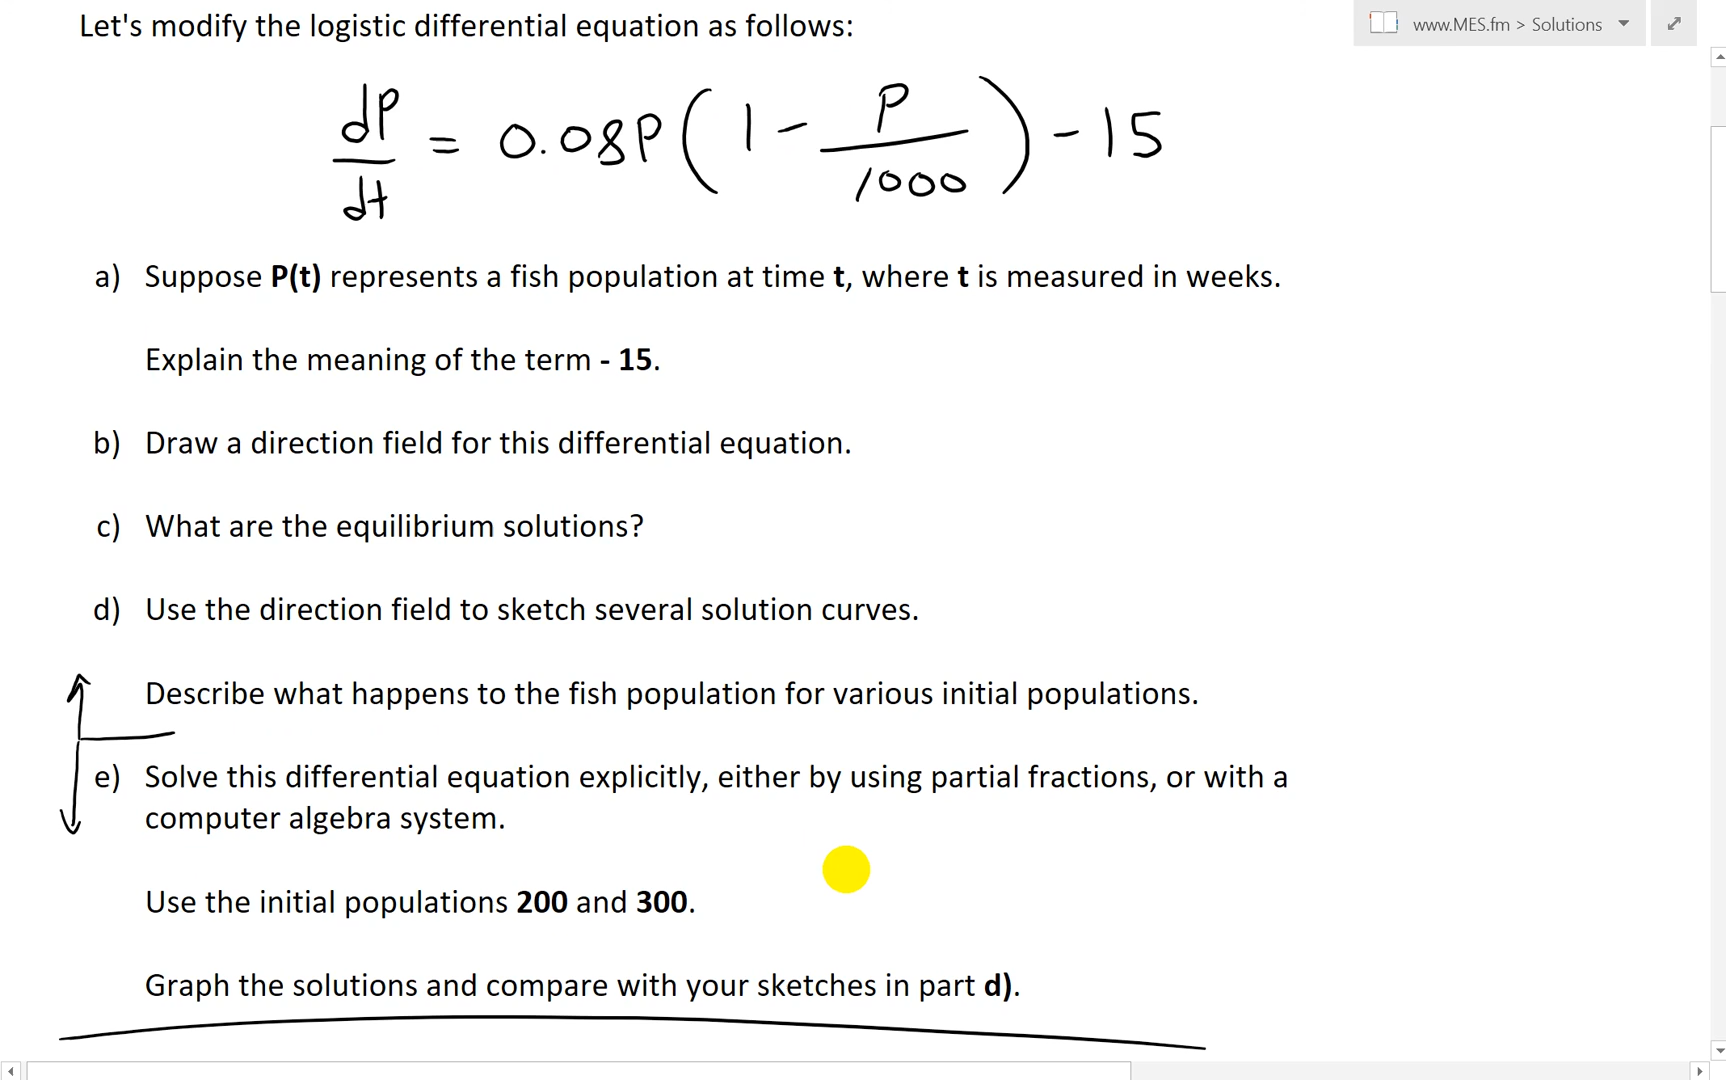 Let's modify the logistic differential equation as follows:
www.MES.fm > Solutions
dP/dt = 0.08P(1 - P/1000) - 15
a) Suppose P(t) represents a fish population at time t, where t is measured in weeks.
Explain the meaning of the term - 15.
b) Draw a direction field for this differential equation.
c) What are the equilibrium solutions?
d) Use the direction field to sketch several solution curves.
Describe what happens to the fish population for various initial populations.
e) Solve this differential equation explicitly, either by using partial fractions, or with a
computer algebra system.
Use the initial populations 200 and 300.
Graph the solutions and compare with your sketches in part d).